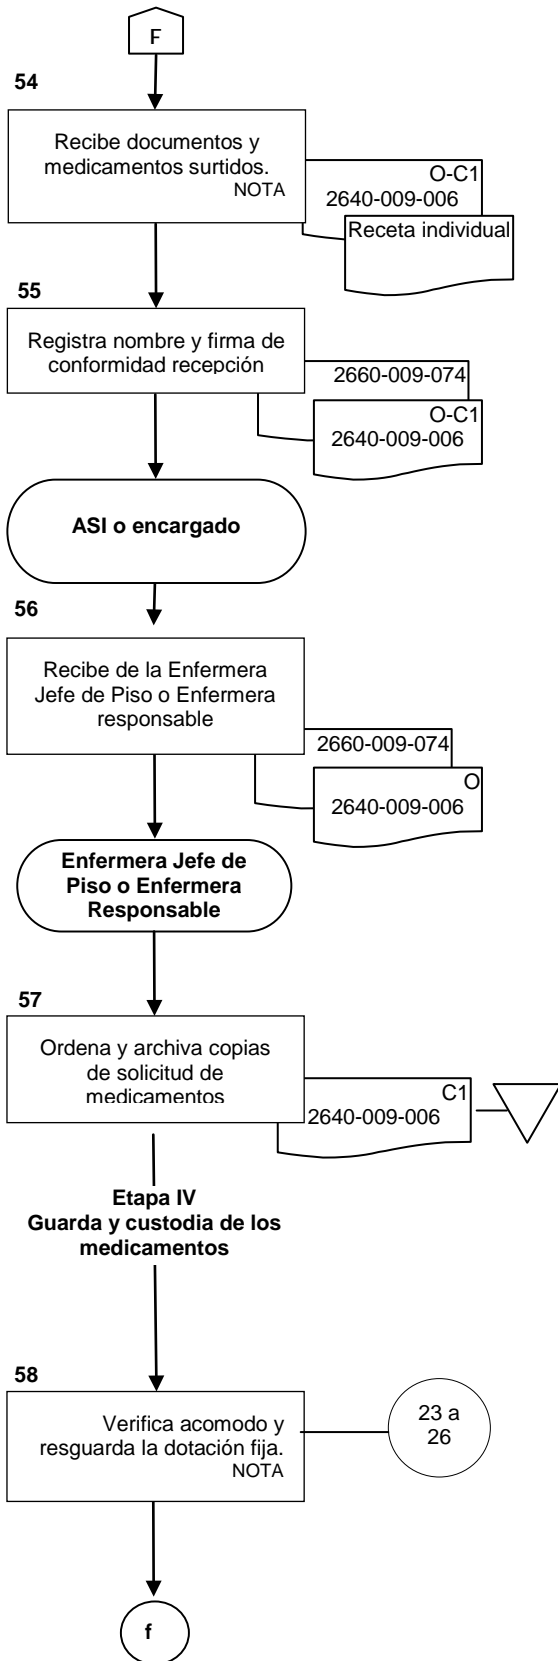 F
54
Recibe documentos y
medicamentos surtidos.
NOTA
O-C1
2640-009-006
Receta individual
55
Registra nombre y firma de
conformidad recepción
2660-009-074
O-C1
2640-009-006
ASI o encargado
56
Recibe de la Enfermera
Jefe de Piso o Enfermera
responsable
2660-009-074
O
2640-009-006
Enfermera Jefe de
Piso o Enfermera
Responsable
57
Ordena y archiva copias
de solicitud de
medicamentos
C1
2640-009-006
Etapa IV
Guarda y custodia de los
medicamentos
58
Verifica acomodo y
resguarda la dotación fija.
NOTA
23 a
26
f